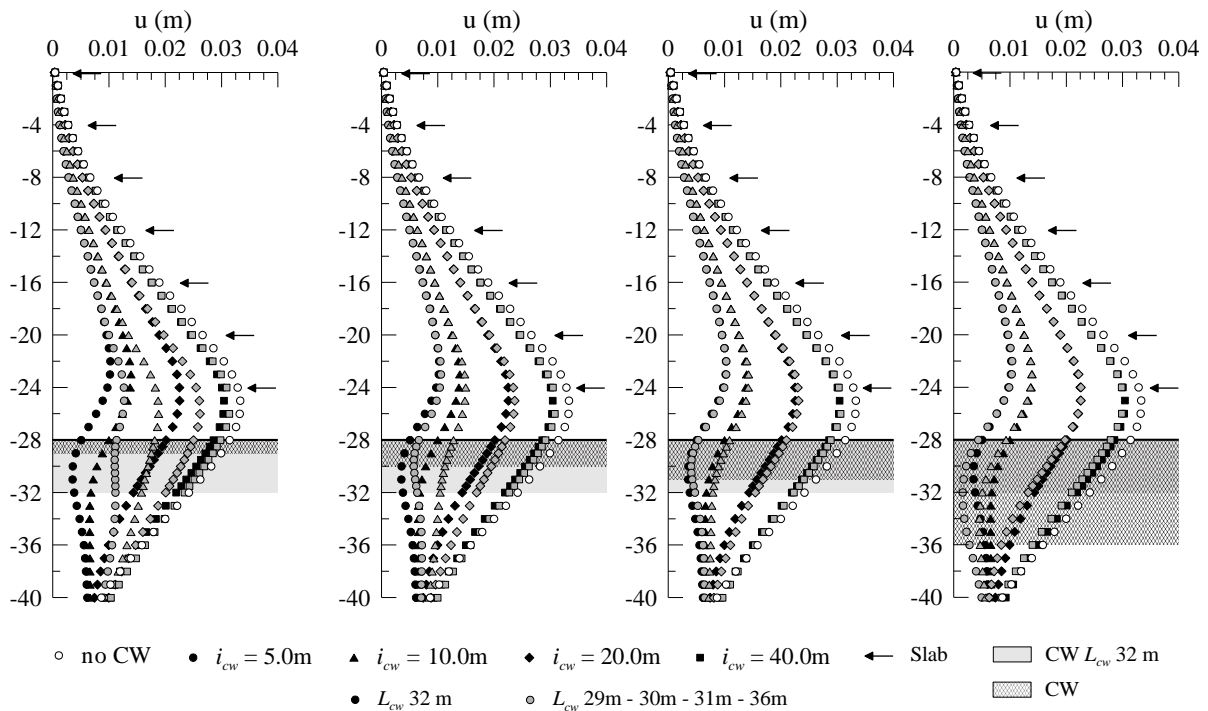 u (m) u (m) u (m) u (m)
0 0.01 0.02 0.03 0.04 0 0.01 0.02 0.03 0.04 0 0.01 0.02 0.03 0.04 0 0.01 0.02 0.03 0.04
-4 -4 -4 -4
-8 -8 -8 -8
-12 -12 -12 -12
-16 -16 -16 -16
-20 -20 -20 -20
-24 -24 -24 -24
-28 -28 -28 -28
-32 -32 -32 -32
-36 -36 -36 -36
-40 -40 -40 -40
no CW i_cw = 5.0m i_cw = 10.0m i_cw = 20.0m i_cw = 40.0m Slab CW L_cw 32 m
L_cw 32 m L_cw 29m - 30m - 31m - 36m CW